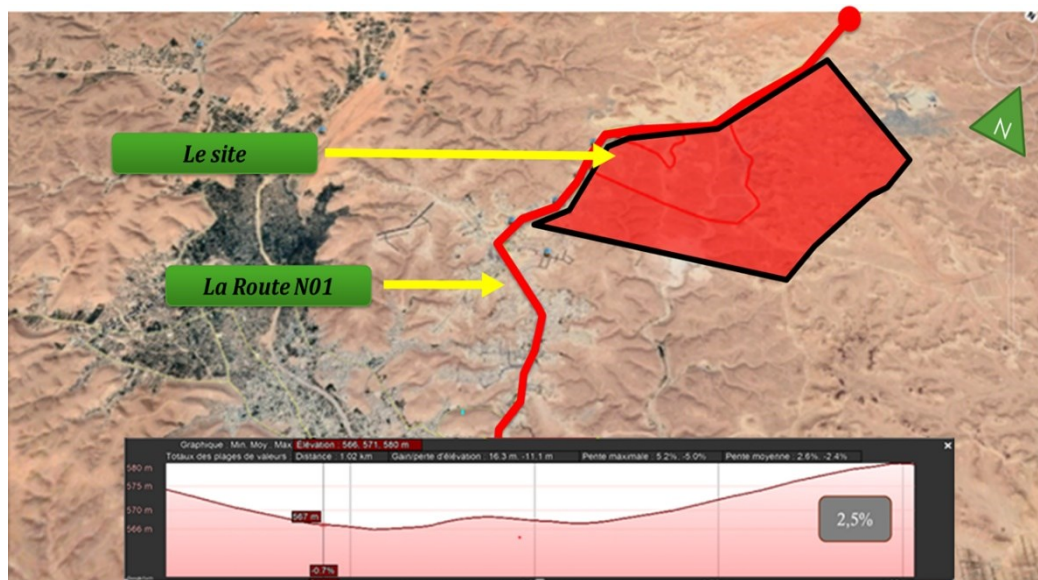 N
N
Le site
La Route N01
Graphique : Min, Moy, Max Élévation : 566, 571, 580 m
Totaux des plages de valeurs : Distance : 1.02 km Gain/perte d'élévation : 16.3 m, -11.1 m Pente maximale : 5.2%, -5.0% Pente moyenne : 2.6%, -2.4%
580 m
575 m
570 m
566 m
567 m
2,5%
-0.7%